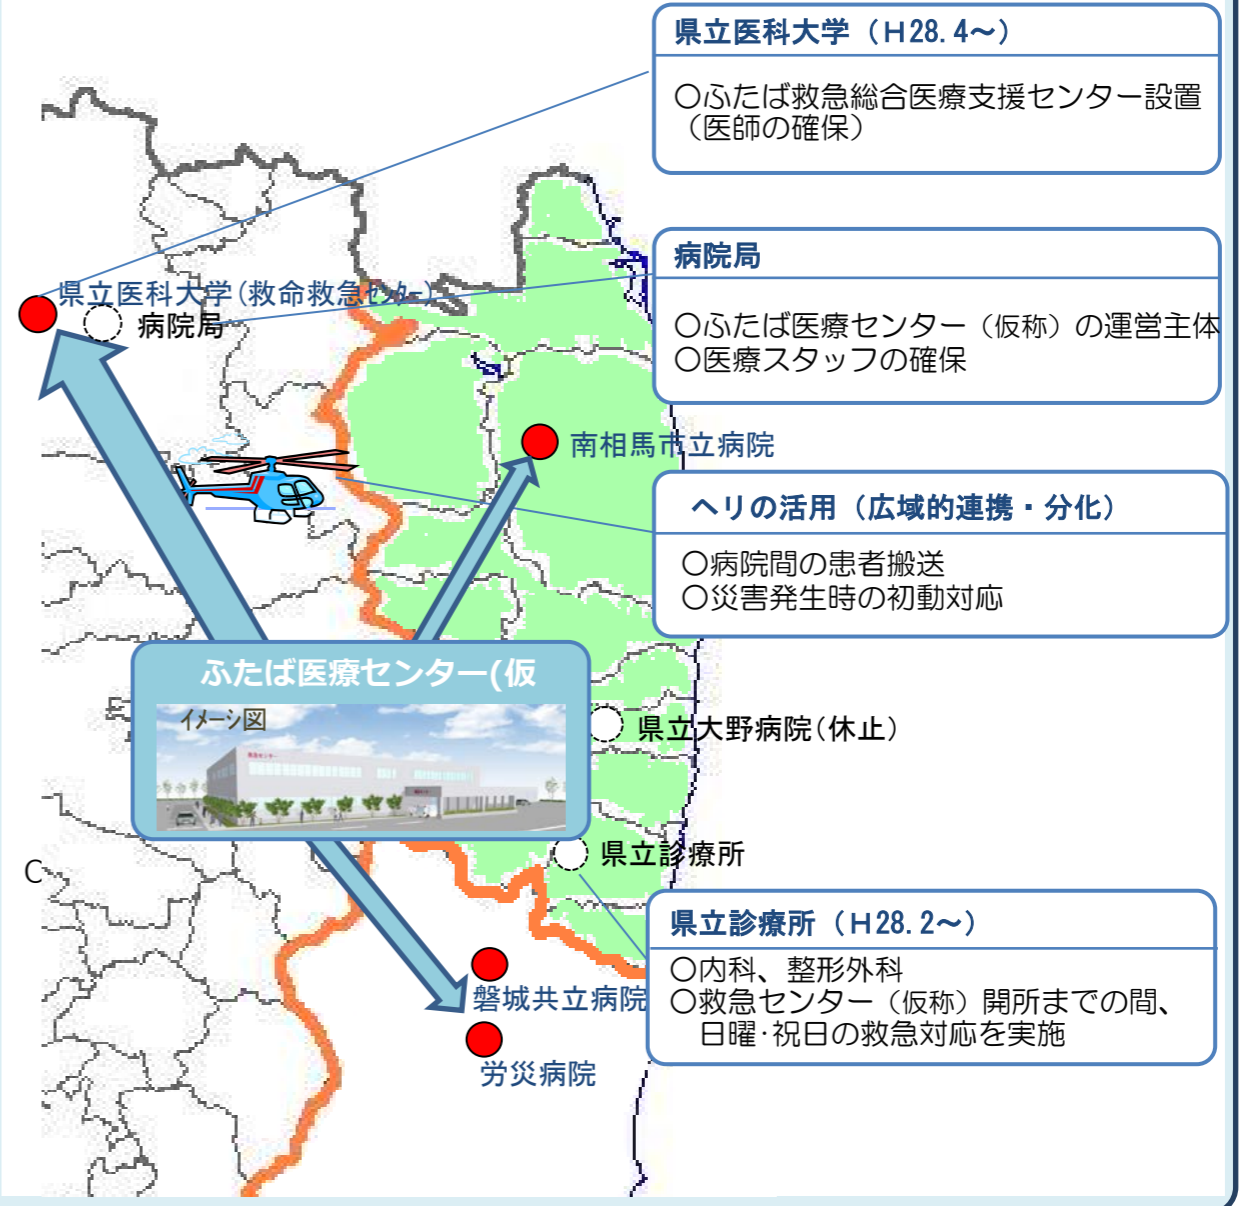 県立医科大学（H28.4～）
〇ふたば救急総合医療支援センター設置
（医師の確保）
病院局
〇ふたば医療センター（仮称）の運営主体
〇医療スタッフの確保
県立医科大学(救命救急ｾﾝﾀｰ)
病院局
南相馬市立病院
ヘリの活用（広域的連携・分化）
〇病院間の患者搬送
〇災害発生時の初動対応
ふたば医療センター(仮
イメージ図
県立大野病院(休止)
県立診療所
C
県立診療所（H28.2～）
〇内科、整形外科
〇救急センター（仮称）開所までの間、
日曜･祝日の救急対応を実施
磐城共立病院
労災病院